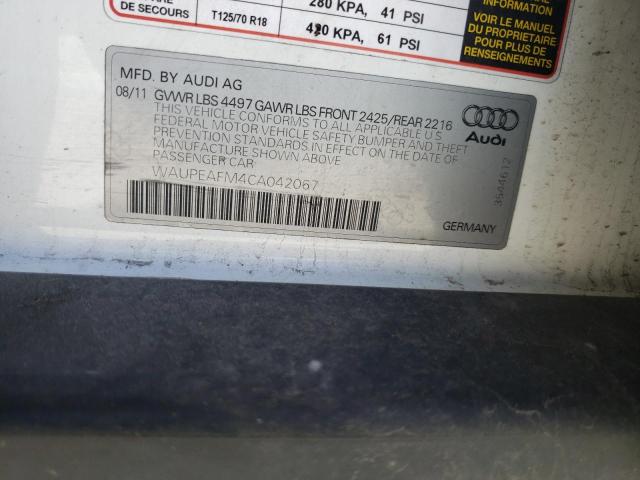 280 KPA, 41 PSI
DE SECOURS T125/70 R18 420 KPA, 61 PSI
INFORMATION
VOIR LE MANUEL
DU PROPRIETAIRE
POUR PLUS DE
RENSEIGNEMENTS
MFD. BY AUDI AG
08/11 GVWR LBS 4497 GAWR LBS FRONT 2425/REAR 2216
THIS VEHICLE CONFORMS TO ALL APPLICABLE U.S.
FEDERAL MOTOR VEHICLE SAFETY BUMPER AND THEFT
PREVENTION STANDARDS IN EFFECT ON THE DATE OF
MANUFACTURE SHOWN ABOVE
PASSENGER CAR
WAUPEAFM4CA042067
Audi
3544612
GERMANY